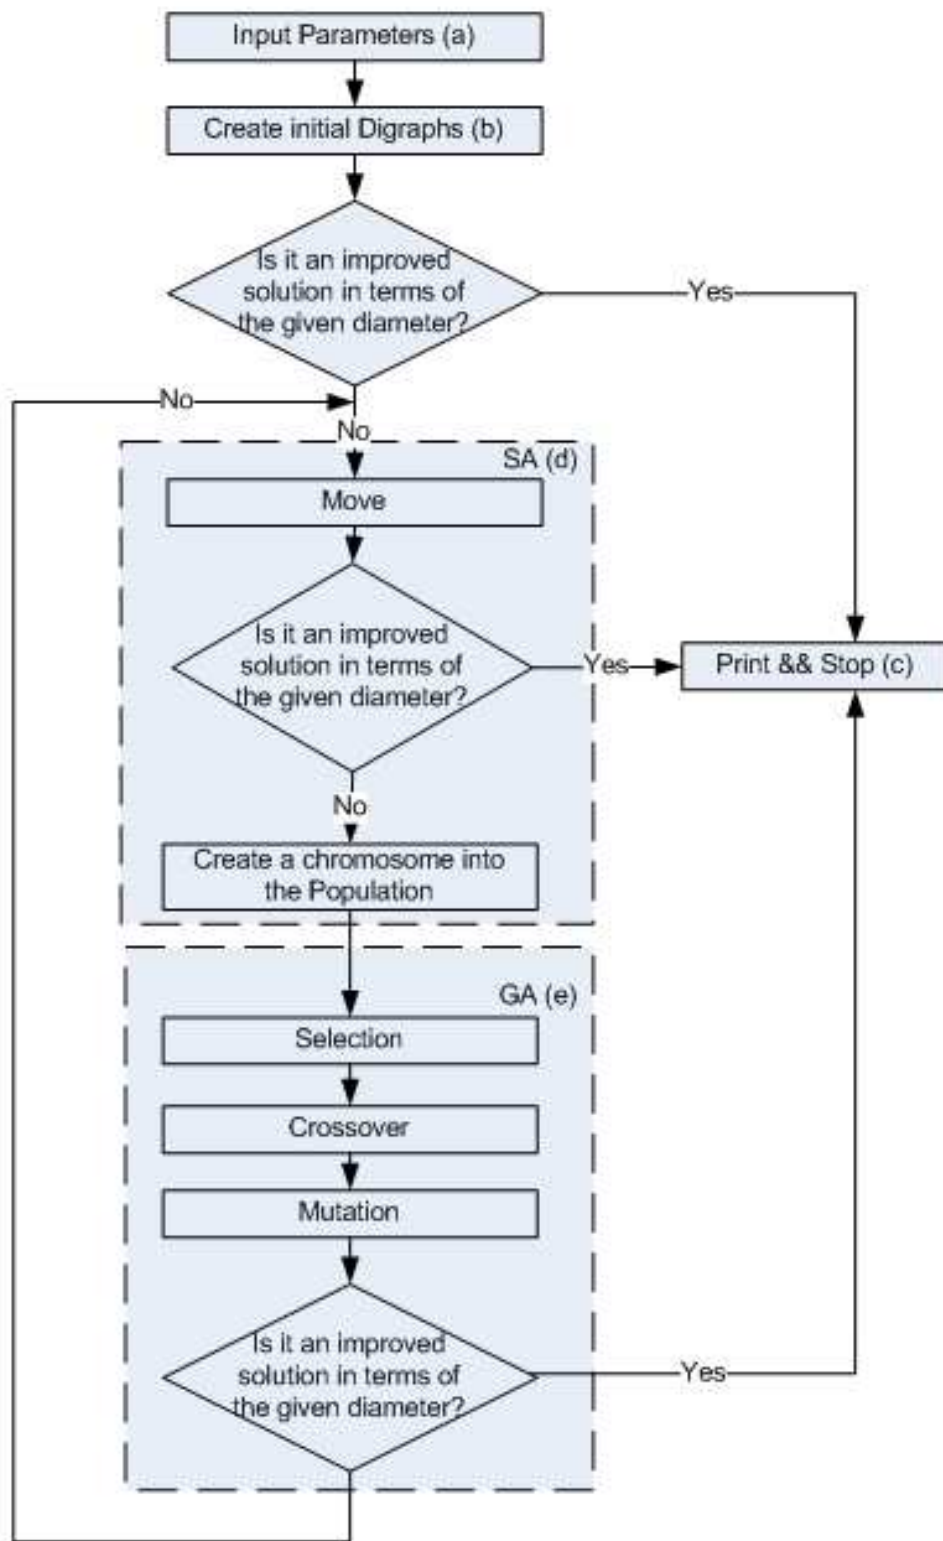 Input Parameters (a)
Create initial Digraphs (b)
Is it an improved
solution in terms of
the given diameter?
Yes
No
No
SA (d)
Move
Is it an improved
solution in terms of
the given diameter?
Yes
Print && Stop (c)
No
Create a chromosome into
the Population
GA (e)
Selection
Crossover
Mutation
Is it an improved
solution in terms of
the given diameter?
Yes